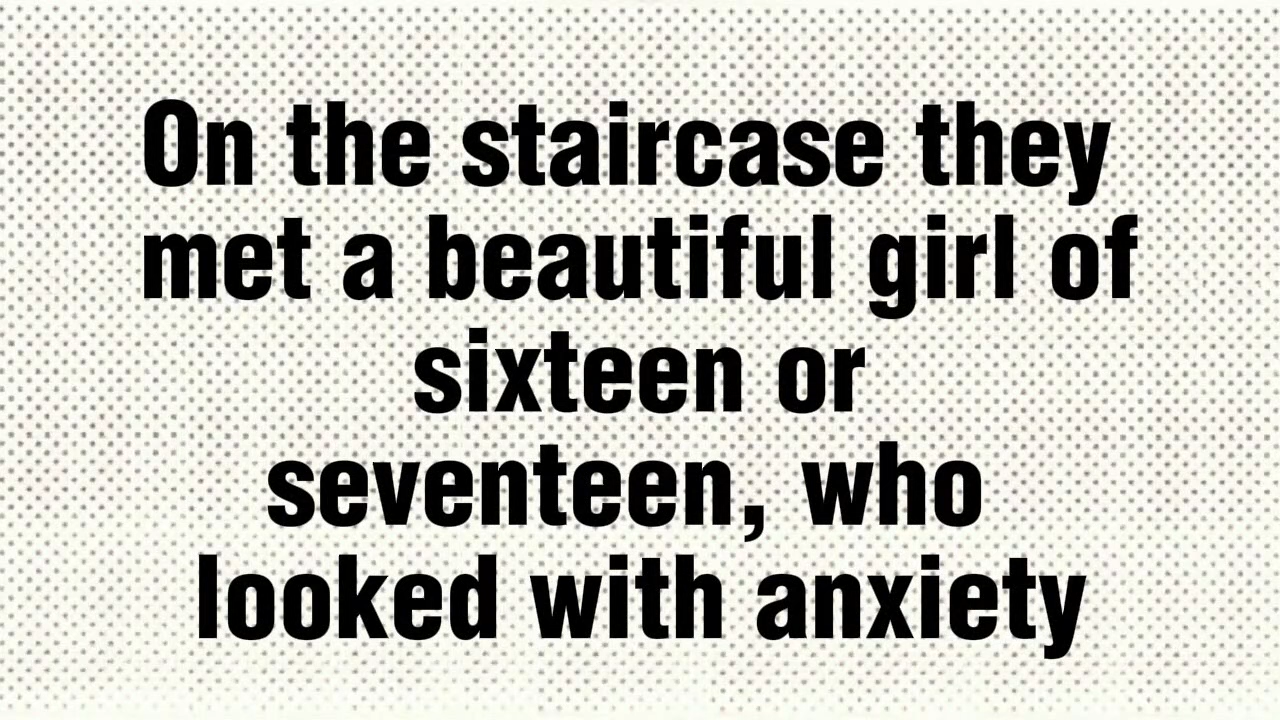 On the staircase they
met a beautiful girl of
sixteen or
seventeen, who
looked with anxiety